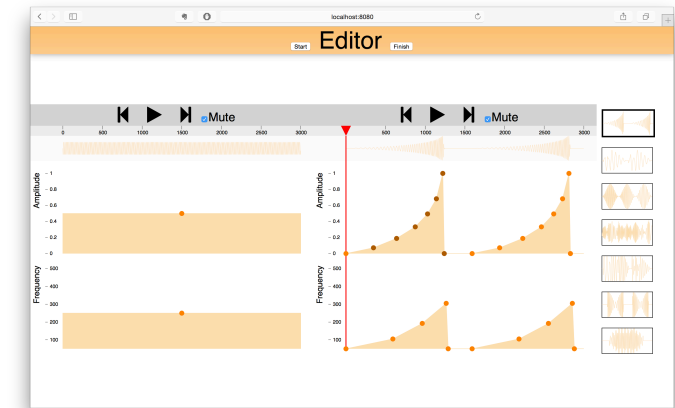 localhost:8080
Start Editor Finish
Mute Mute
0 500 1000 1500 2000 2500 3000 500 1000 1500 2000 2500 3000
Amplitude Amplitude
1 1
0.8 0.8
0.6 0.6
0.4 0.4
0.2 0.2
0 0
Frequency Frequency
500 500
400 400
300 300
200 200
100 100